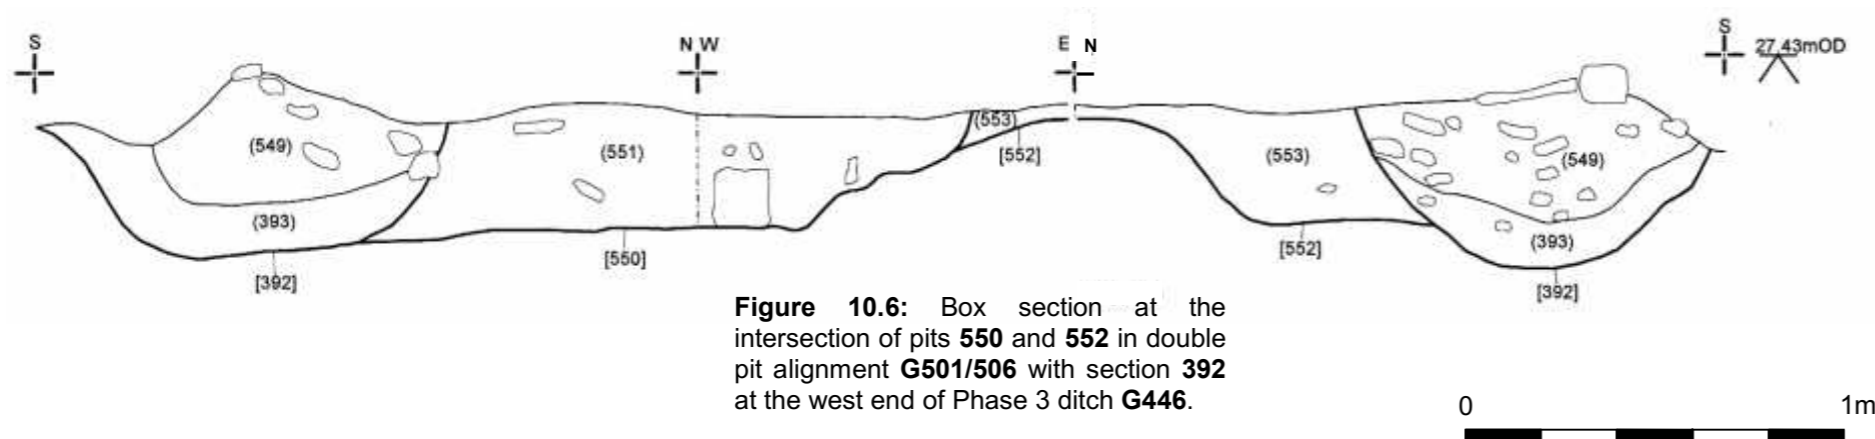 S
N W
E N
S
27.43mOD
(549)
(551)
(553)
(553)
(549)
(393)
(393)
[552]
[552]
[550]
[392]
[392]
Figure 10.6: Box section at the
intersection of pits 550 and 552 in double
pit alignment G501/506 with section 392
at the west end of Phase 3 ditch G446.
0 1m